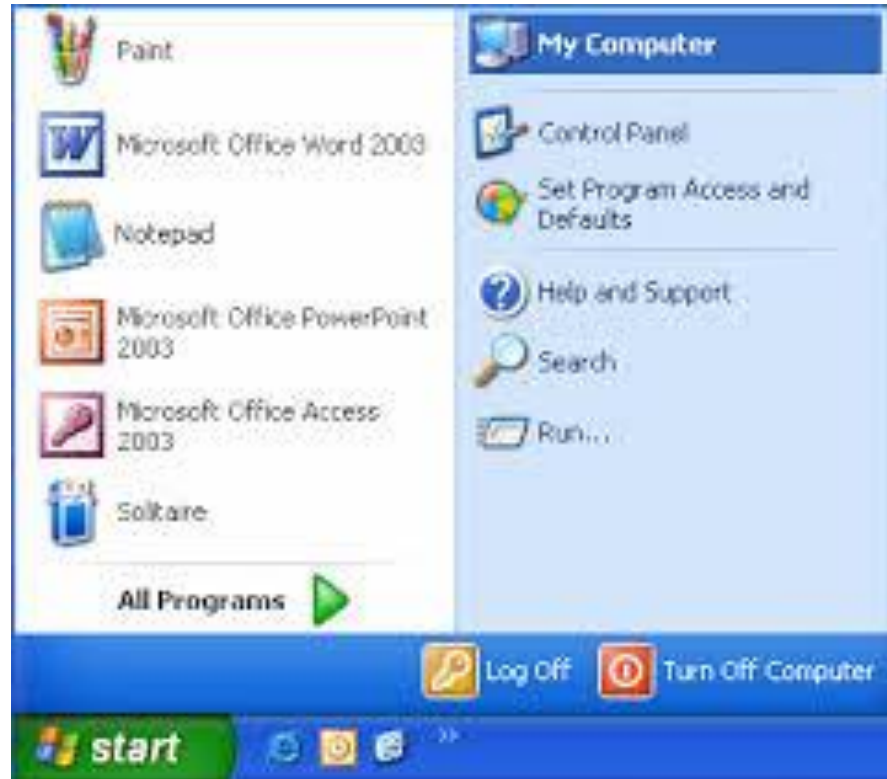 Paint
Microsoft Office Word 2003
Notepad
Microsoft Office PowerPoint
2003
Microsoft Office Access
2003
Solitaire
All Programs
My Computer
Control Panel
Set Program Access and
Defaults
Help and Support
Search
Run...
Log Off
Turn Off Computer
start